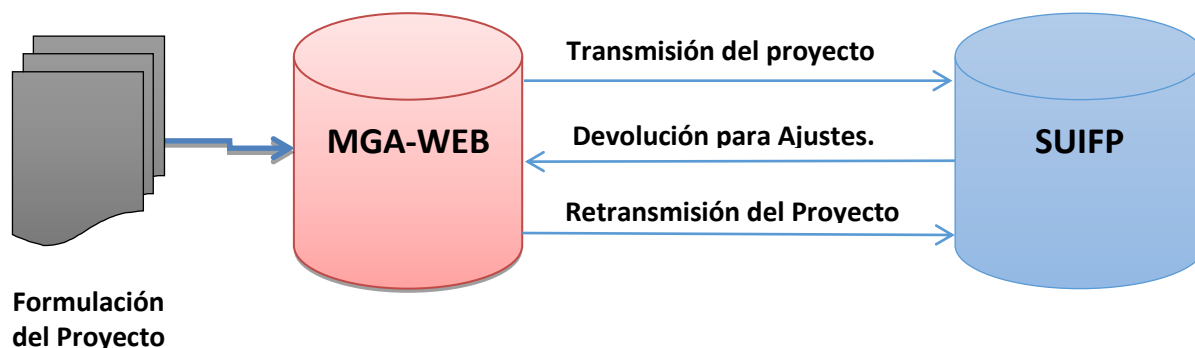 Transmisión del proyecto
MGA-WEB
Devolución para Ajustes.
SUIFP
Retransmisión del Proyecto
Formulación
del Proyecto